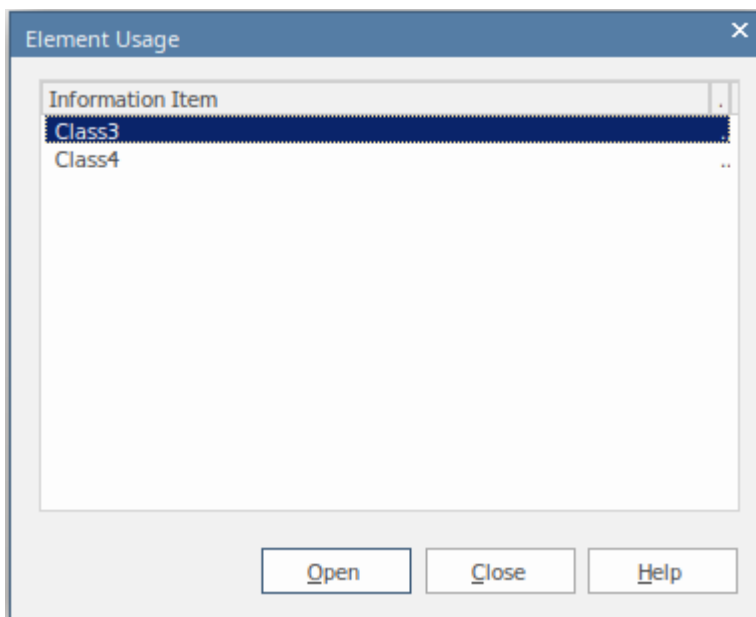 Element Usage
Information Item .
Class3 .
Class4 ..
Open Close Help